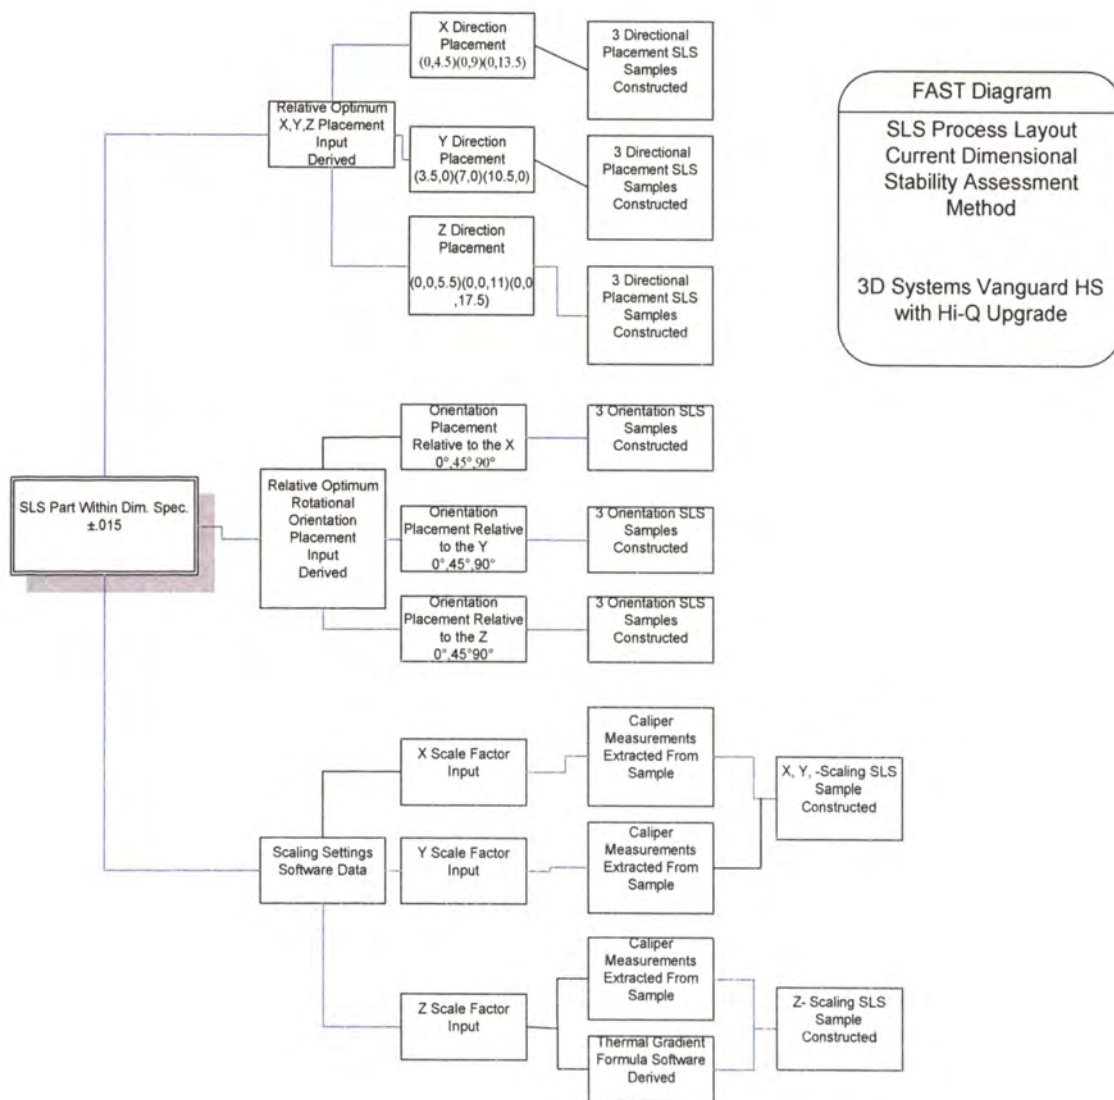 X Direction
Placement
(0,4.5)(0,9)(0,13.5)
3 Directional
Placement SLS
Samples
Constructed
Relative Optimum
X,Y,Z Placement
Input
Derived
Y Direction
Placement
(3.5,0)(7,0)(10.5,0)
3 Directional
Placement SLS
Samples
Constructed
Z Direction
Placement
(0,0,5.5)(0,0,11)(0,0
,17.5)
3 Directional
Placement SLS
Samples
Constructed
FAST Diagram
SLS Process Layout
Current Dimensional
Stability Assessment
Method
3D Systems Vanguard HS
with Hi-Q Upgrade
SLS Part Within Dim. Spec.
±.015
Relative Optimum
Rotational
Orientation
Placement
Input
Derived
Orientation
Placement
Relative to the X
0°,45°,90°
3 Orientation SLS
Samples
Constructed
Orientation
Placement Relative
to the Y
0°,45°,90°
3 Orientation SLS
Samples
Constructed
Orientation
Placement Relative
to the Z
0°,45°90°
3 Orientation SLS
Samples
Constructed
Scaling Settings
Software Data
X Scale Factor
Input
Caliper
Measurements
Extracted From
Sample
X, Y, -Scaling SLS
Sample
Constructed
Y Scale Factor
Input
Caliper
Measurements
Extracted From
Sample
Z Scale Factor
Input
Caliper
Measurements
Extracted From
Sample
Thermal Gradient
Formula Software
Derived
Z- Scaling SLS
Sample
Constructed